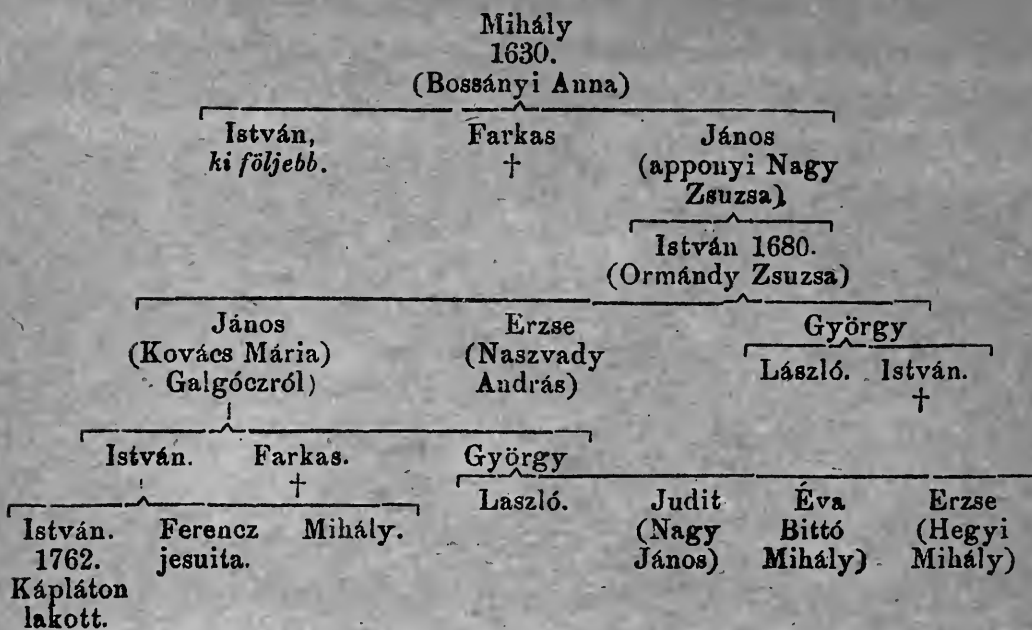 Mihály
1630.
(Bossányi Anna)
István, Farkas János
ki följebb. † (apponyi Nagy
Zsuzsa)
István 1680.
(Ormándy Zsuzsa)
János Erzse György
(Kovács Mária) (Naszvady László. István.
Galgóczról) András) †
István. Farkas. György
† László. Judit Éva Erzse
István. Ferencz Mihály. (Nagy Bittó (Hegyi
1762. jesuita. János) Mihály) Mihály)
Kápláton
lakott.